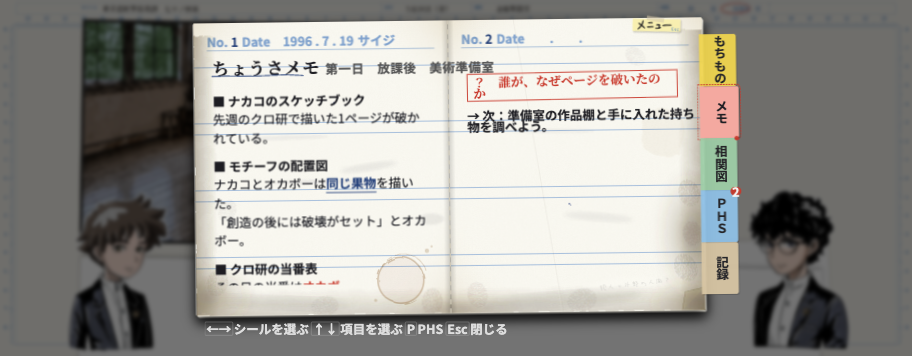 メニュー
No. 1 Date 1996 . 7 . 19 サイジ
ちょうさメモ 第一日 放課後 美術準備室
■ ナカコのスケッチブック
先週のクロ研で描いた1ページが破か
れている。
■ モチーフの配置図
ナカコとオカボーは同じ果物を描い
た。
「創造の後には破壊がセット」とオカ
ボー。
■ クロ研の当番表
No. 2 Date . .
? 誰が、なぜページを破いたの
か
→ 次：準備室の作品棚と手に入れた持ち
物を調べよう。
もちもの
メモ
相関図
2
PHS
記録
←→ シールを選ぶ ↑↓ 項目を選ぶ P PHS Esc 閉じる